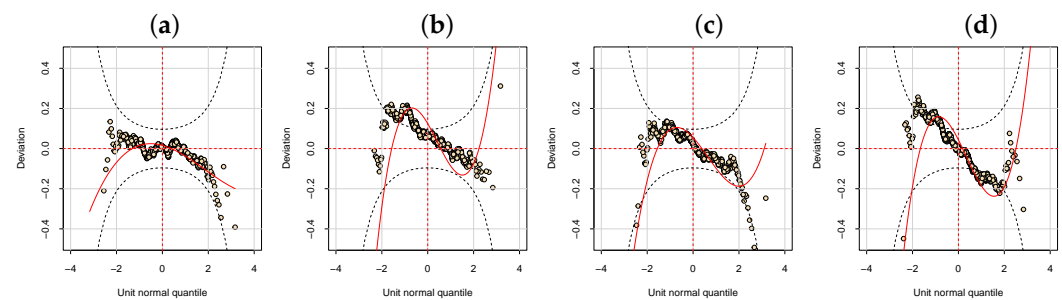 (a) (b) (c) (d)
Deviation Deviation Deviation Deviation
0.4 0.4 0.4 0.4
0.2 0.2 0.2 0.2
0.0 0.0 0.0 0.0
−0.2 −0.2 −0.2 −0.2
−0.4 −0.4 −0.4 −0.4
−4 −2 0 2 4 −4 −2 0 2 4 −4 −2 0 2 4 −4 −2 0 2 4
Unit normal quantile Unit normal quantile Unit normal quantile Unit normal quantile